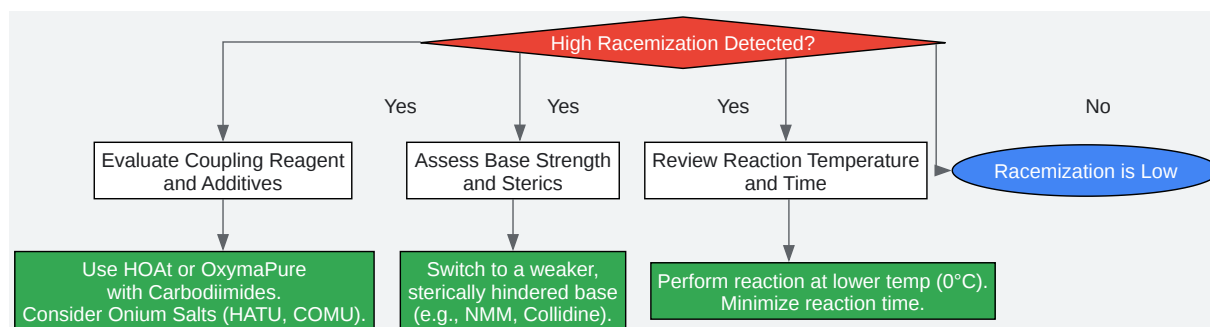 High Racemization Detected?
Yes
Yes
Yes
No
Evaluate Coupling Reagent
and Additives
Assess Base Strength
and Sterics
Review Reaction Temperature
and Time
Racemization is Low
Use HOAt or OxymaPure
with Carbodiimides.
Consider Onium Salts (HATU, COMU).
Switch to a weaker,
sterically hindered base
(e.g., NMM, Collidine).
Perform reaction at lower temp (0°C).
Minimize reaction time.